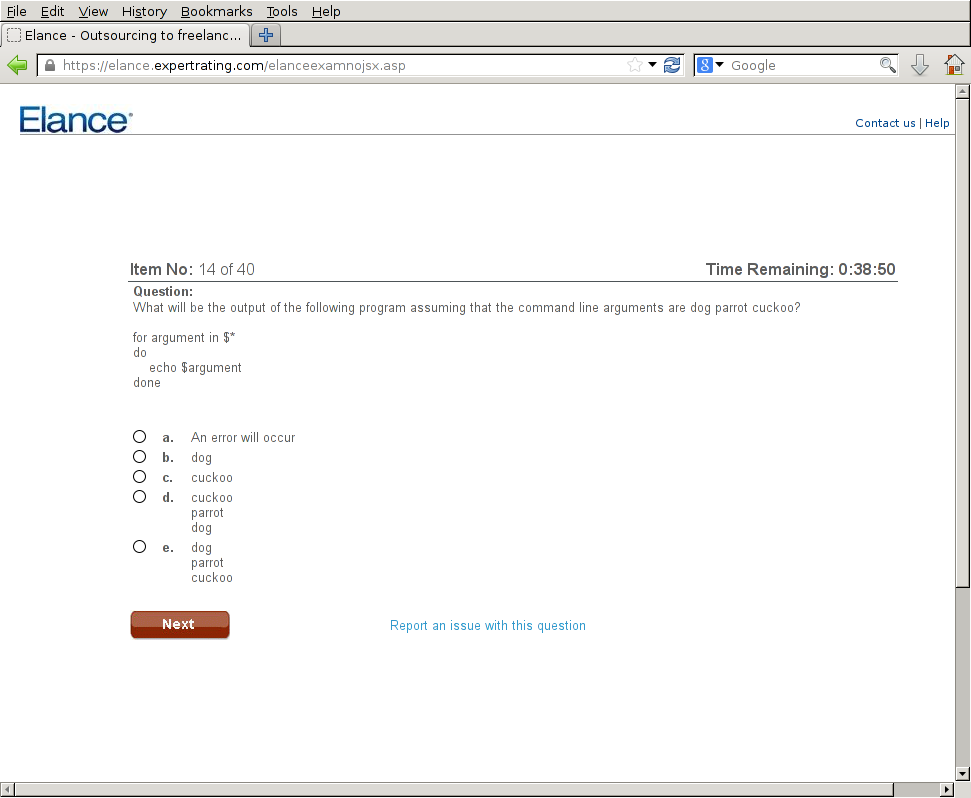 File Edit View History Bookmarks Tools Help
Elance - Outsourcing to freelanc...
https://elance.expertrating.com/elanceexamnojsx.asp
8 Google
Elance
Contact us | Help
Item No: 14 of 40 Time Remaining: 0:38:50
Question:
What will be the output of the following program assuming that the command line arguments are dog parrot cuckoo?
for argument in $*
do
echo $argument
done
a. An error will occur
b. dog
c. cuckoo
d. cuckoo
parrot
dog
e. dog
parrot
cuckoo
Next Report an issue with this question